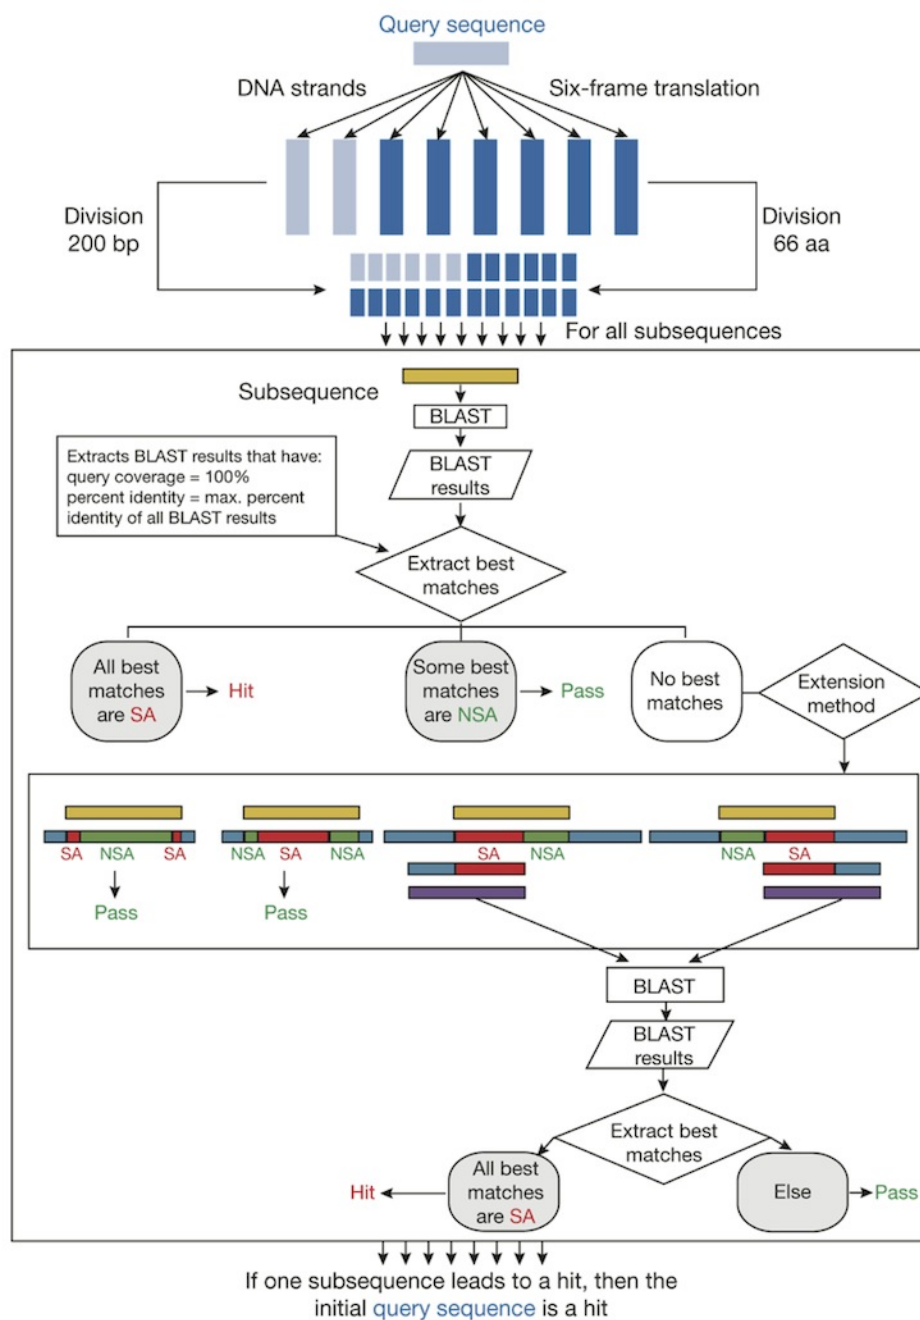 Query sequence
DNA strands
Six-frame translation
Division
200 bp
Division
66 aa
For all subsequences
Subsequence
BLAST
Extracts BLAST results that have:
query coverage = 100%
percent identity = max. percent
identity of all BLAST results
BLAST
results
Extract best
matches
All best
matches
are SA
Hit
Some best
matches
are NSA
Pass
No best
matches
Extension
method
SA NSA SA
Pass
NSA SA NSA
Pass
SA NSA
NSA SA
BLAST
BLAST
results
Extract best
matches
Hit
All best
matches
are SA
Else
Pass
If one subsequence leads to a hit, then the
initial query sequence is a hit